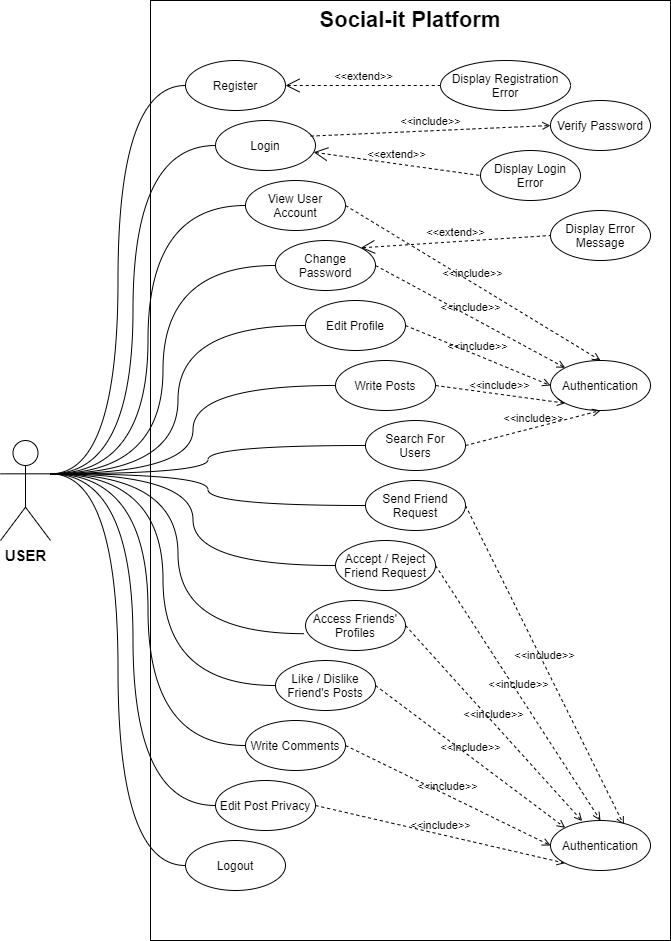 Social-it Platform
Register
<<extend>>
Display Registration
Error
Login
<<include>>
Verify Password
<<extend>>
Display Login
Error
View User
Account
<<extend>>
Display Error
Message
Change
Password
<<include>>
<<include>>
Edit Profile
<<include>>
Write Posts
<<include>>
Authentication
Search For
Users
<<include>>
Send Friend
Request
USER
Accept / Reject
Friend Request
Access Friends'
Profiles
<<include>>
Like / Dislike
Friend's Posts
<<include>>
<<include>>
Write Comments
<<include>>
<<include>>
Edit Post Privacy
<<include>>
Authentication
Logout